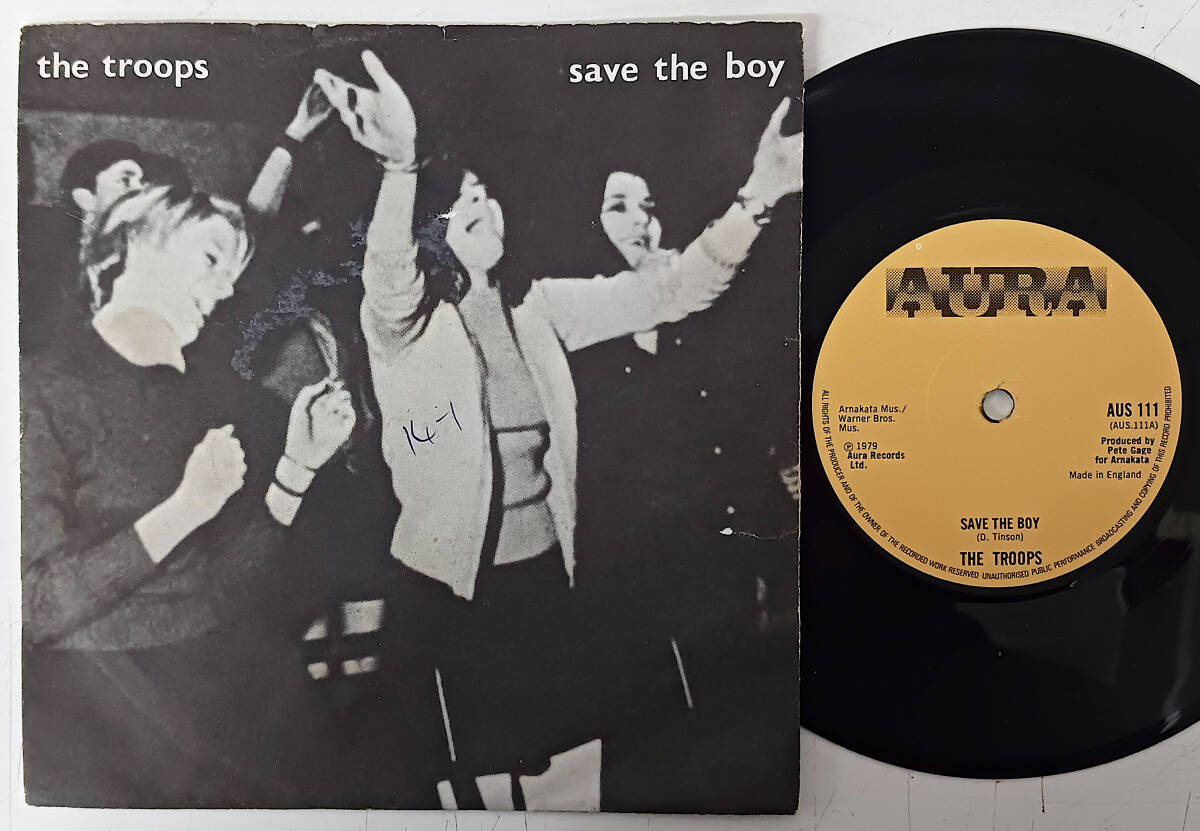 the troops
save the boy
14-1
AURA
Arnakata Mus./
Warner Bros.
Mus.
℗ 1979
Aura Records
Ltd.
AUS 111
(AUS.111A)
Produced by
Pete Gage
for Arnakata
Made in England
SAVE THE BOY
(D. Tinson)
THE TROOPS
ALL RIGHTS OF THE PRODUCER AND OF THE OWNER OF THE RECORDED WORK RESERVED UNAUTHORISED PUBLIC PERFORMANCE BROADCASTING AND COPYING OF THIS RECORD PROHIBITED